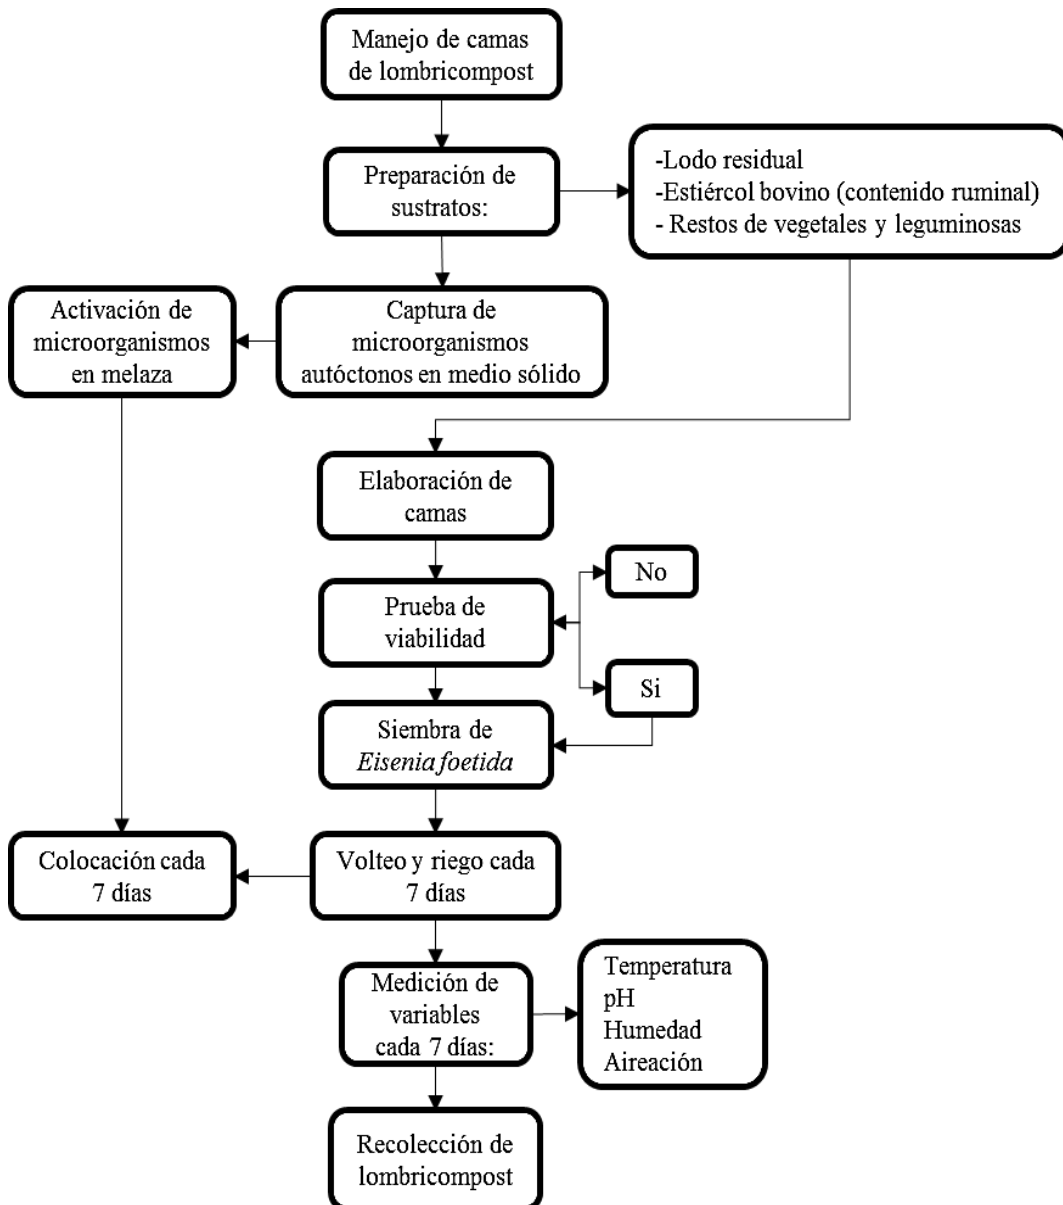 Manejo de camas
de lombricompost
Preparación de
sustratos:
-Lodo residual
-Estiércol bovino (contenido ruminal)
- Restos de vegetales y leguminosas
Activación de
microorganismos
en melaza
Captura de
microorganismos
autóctonos en medio sólido
Elaboración de
camas
Prueba de
viabilidad
No
Si
Siembra de
Eisenia foetida
Colocación cada
7 días
Volteo y riego cada
7 días
Medición de
variables
cada 7 días:
Temperatura
pH
Humedad
Aireación
Recolección de
lombricompost